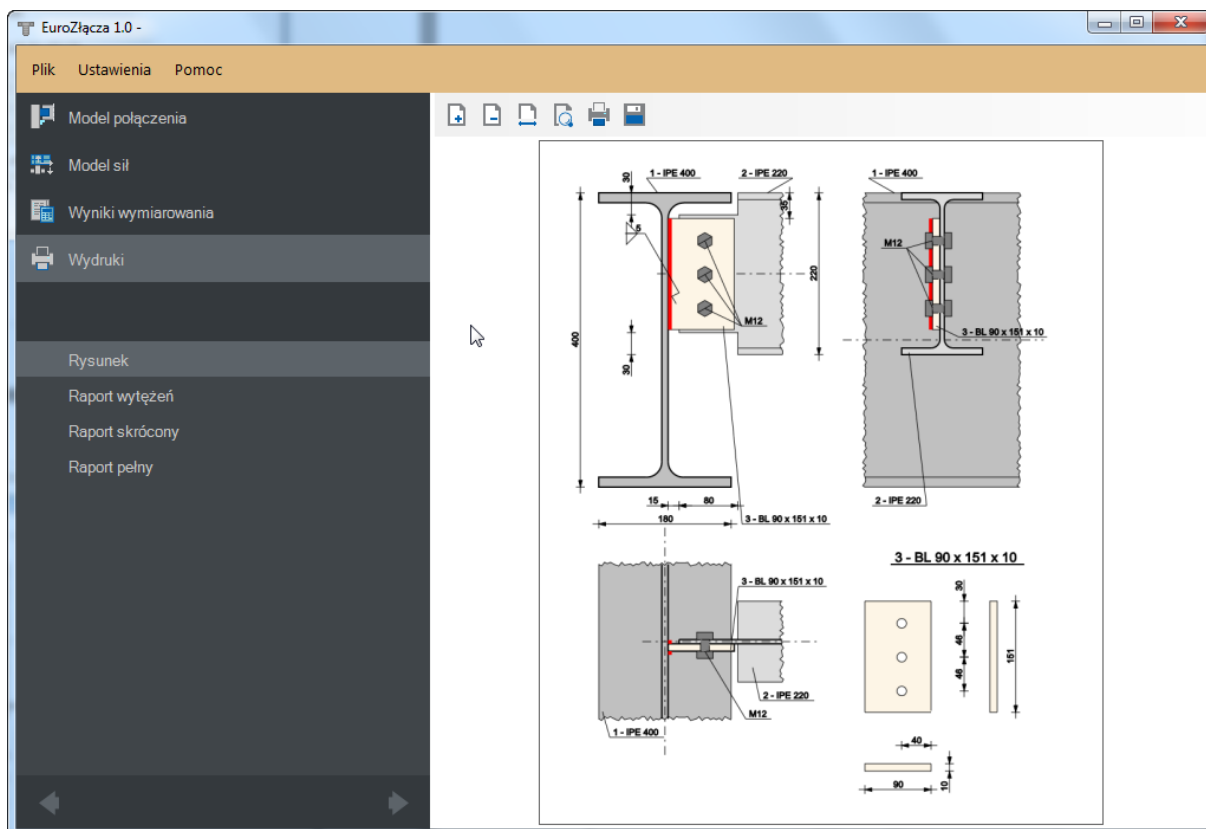 EuroZłącza 1.0 -
Plik Ustawienia Pomoc
Model połączenia
Model sił
Wyniki wymiarowania
Wydruki
Rysunek
Raport wytężeń
Raport skrócony
Raport pełny
1 - IPE 400
2 - IPE 220
1 - IPE 400
30
35
5
M12
220
M12
400
M12
3 - BL 90 x 151 x 10
30
15
80
2 - IPE 220
180
3 - BL 90 x 151 x 10
3 - BL 90 x 151 x 10
3 - BL 90 x 151 x 10
30
46
46
151
2 - IPE 220
M12
1 - IPE 400
40
90
10